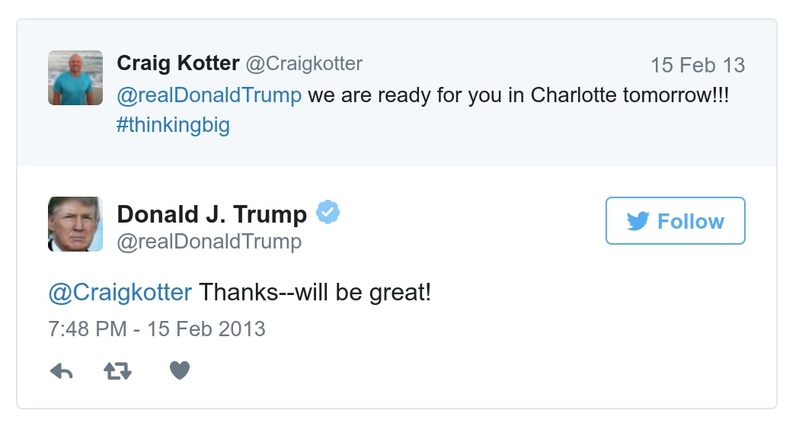 Craig Kotter @Craigkotter 15 Feb 13
@realDonaldTrump we are ready for you in Charlotte tomorrow!!!
#thinkingbig
Donald J. Trump
@realDonaldTrump
Follow
@Craigkotter Thanks--will be great!
7:48 PM - 15 Feb 2013